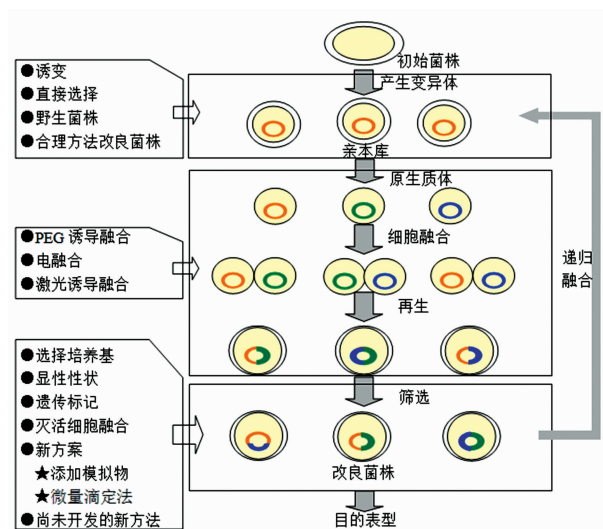 初始菌株
产生变异体
●诱变
●直接选择
●野生菌株
●合理方法改良菌株
亲本库
原生质体
细胞融合
●PEG 诱导融合
●电融合
●激光诱导融合
再生
递归
融合
●选择培养基
●显性性状
●遗传标记
●灭活细胞融合
●新方案
★添加模拟物
★微量滴定法
●尚未开发的新方法
筛选
改良菌株
目的表型